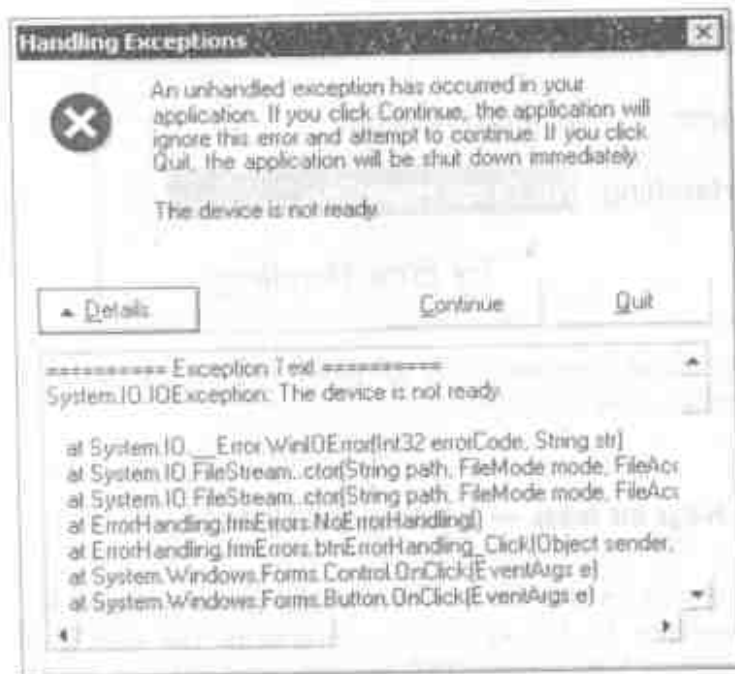 Handling Exceptions
An unhandled exception has occurred in your
application. If you click Continue, the application will
ignore this error and attempt to continue. If you click
Quit, the application will be shut down immediately.
The device is not ready.
Details
Continue
Quit
========== Exception Text ==========
System.IO.IOException: The device is not ready.
at System.IO.__Error.WinIOError(Int32 errorCode, String str)
at System.IO.FileStream..ctor(String path, FileMode mode, FileAcc
at System.IO.FileStream..ctor(String path, FileMode mode, FileAcc
at ErrorHandling.frmErrors.NoErrorHandling()
at ErrorHandling.frmErrors.btnErrorHandling_Click(Object sender,
at System.Windows.Forms.Control.OnClick(EventArgs e)
at System.Windows.Forms.Button.OnClick(EventArgs e)